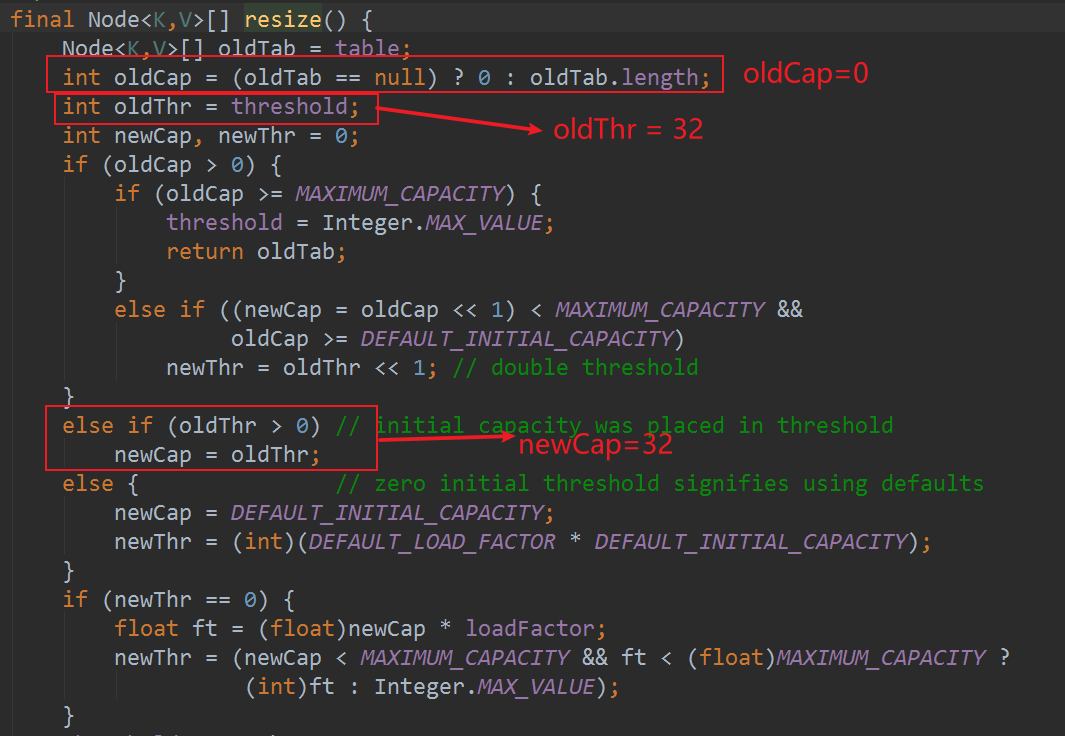 final Node<K,V>[] resize() {
    Node<K,V>[] oldTab = table;
    int oldCap = (oldTab == null) ? 0 : oldTab.length; oldCap=0
    int oldThr = threshold;
oldThr = 32
    int newCap, newThr = 0;
    if (oldCap > 0) {
        if (oldCap >= MAXIMUM_CAPACITY) {
            threshold = Integer.MAX_VALUE;
            return oldTab;
        }
        else if ((newCap = oldCap << 1) < MAXIMUM_CAPACITY &&
                 oldCap >= DEFAULT_INITIAL_CAPACITY)
            newThr = oldThr << 1; // double threshold
    }
    else if (oldThr > 0) // initial capacity was placed in threshold
        newCap = oldThr;
newCap=32
    else {               // zero initial threshold signifies using defaults
        newCap = DEFAULT_INITIAL_CAPACITY;
        newThr = (int)(DEFAULT_LOAD_FACTOR * DEFAULT_INITIAL_CAPACITY);
    }
    if (newThr == 0) {
        float ft = (float)newCap * loadFactor;
        newThr = (newCap < MAXIMUM_CAPACITY && ft < (float)MAXIMUM_CAPACITY ?
                  (int)ft : Integer.MAX_VALUE);
    }